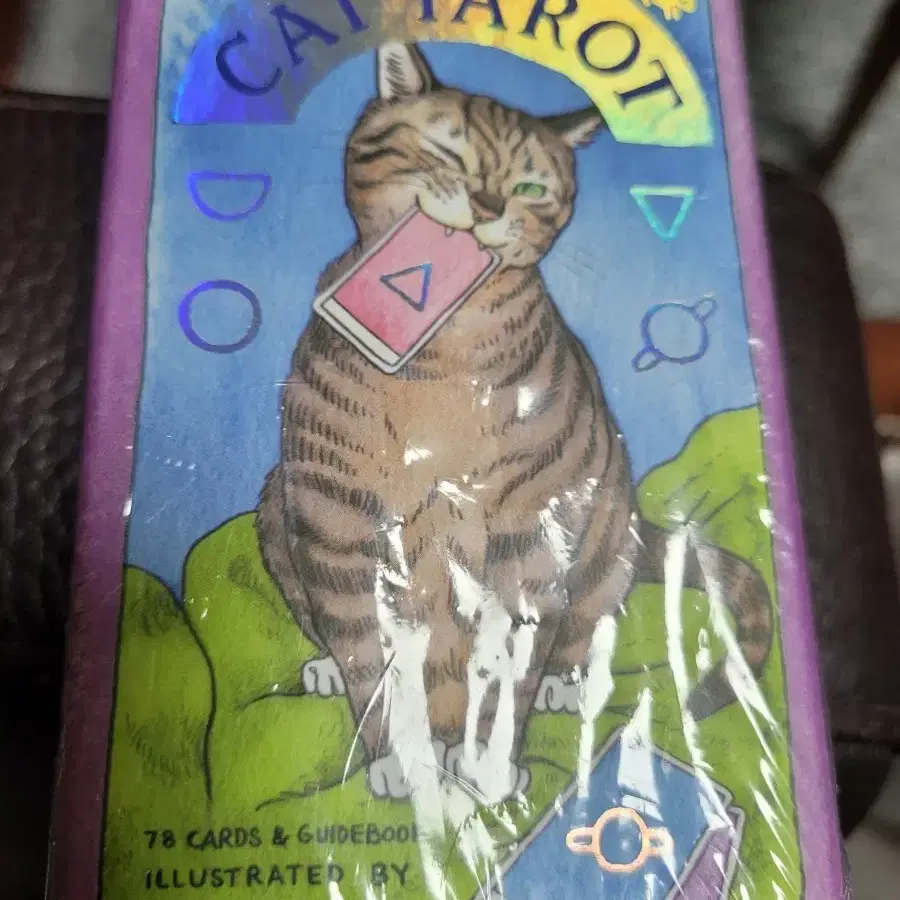 CAT TAROT
78 CARDS & GUIDEBOOK
ILLUSTRATED BY